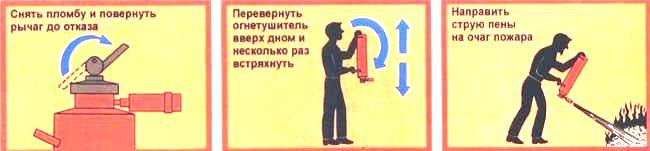 Снять пломбу и повернуть
рычаг до отказа
Перевернуть
огнетушитель
вверх дном и
несколько раз
встряхнуть
Направить
струю пены
на очаг пожара